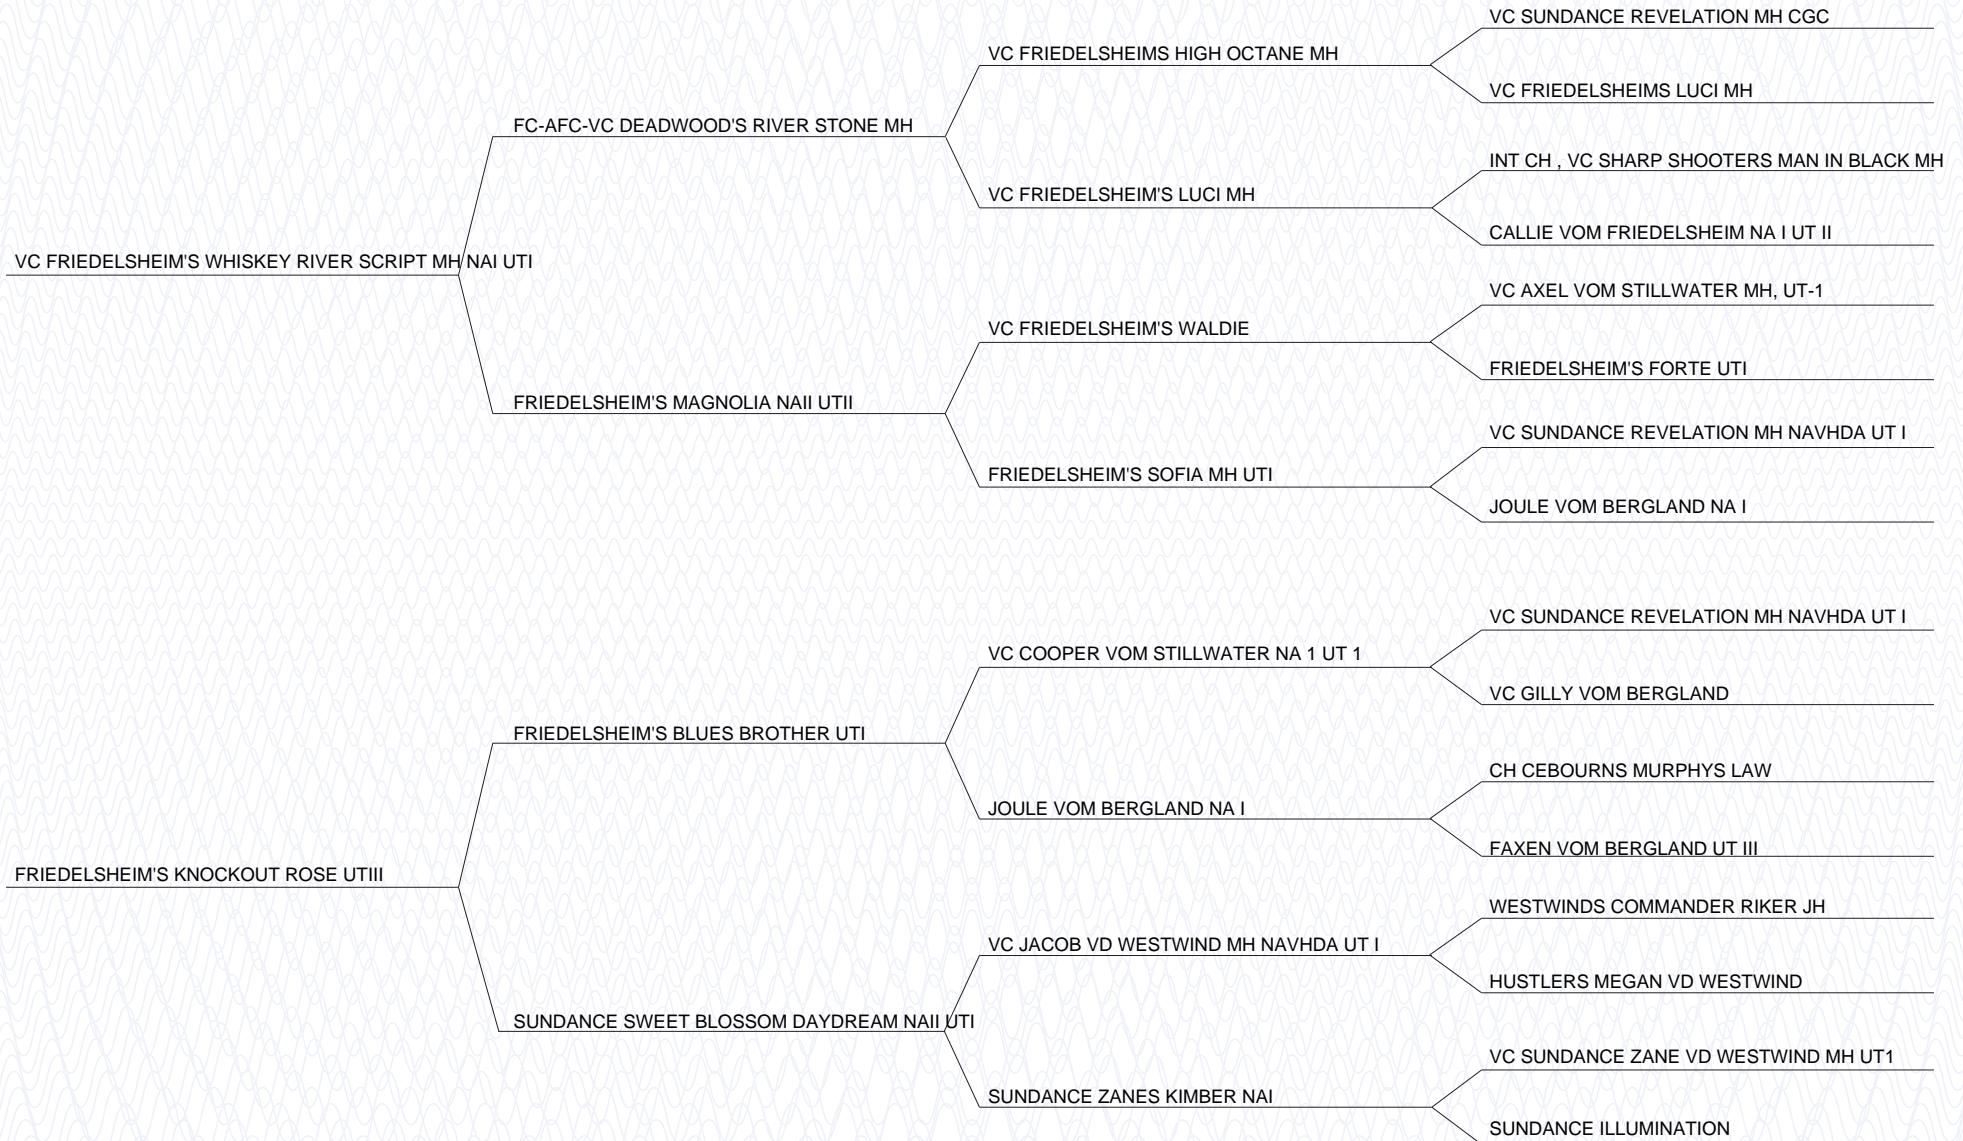 VC SUNDANCE REVELATION MH CGC
VC FRIEDELSHEIMS HIGH OCTANE MH
VC FRIEDELSHEIMS LUCI MH
FC-AFC-VC DEADWOOD'S RIVER STONE MH
INT CH , VC SHARP SHOOTERS MAN IN BLACK MH
VC FRIEDELSHEIM'S LUCI MH
CALLIE VOM FRIEDELSHEIM NA I UT II
VC FRIEDELSHEIM'S WHISKEY RIVER SCRIPT MH NAI UTI
VC AXEL VOM STILLWATER MH, UT-1
VC FRIEDELSHEIM'S WALDIE
FRIEDELSHEIM'S FORTE UTI
FRIEDELSHEIM'S MAGNOLIA NAII UTII
VC SUNDANCE REVELATION MH NAVHDA UT I
FRIEDELSHEIM'S SOFIA MH UTI
JOULE VOM BERGLAND NA I
VC SUNDANCE REVELATION MH NAVHDA UT I
VC COOPER VOM STILLWATER NA 1 UT 1
VC GILLY VOM BERGLAND
FRIEDELSHEIM'S BLUES BROTHER UTI
CH CEBOURNS MURPHYS LAW
JOULE VOM BERGLAND NA I
FAXEN VOM BERGLAND UT III
FRIEDELSHEIM'S KNOCKOUT ROSE UTIII
WESTWINDS COMMANDER RIKER JH
VC JACOB VD WESTWIND MH NAVHDA UT I
HUSTLERS MEGAN VD WESTWIND
SUNDANCE SWEET BLOSSOM DAYDREAM NAII UTI
VC SUNDANCE ZANE VD WESTWIND MH UT1
SUNDANCE ZANES KIMBER NAI
SUNDANCE ILLUMINATION